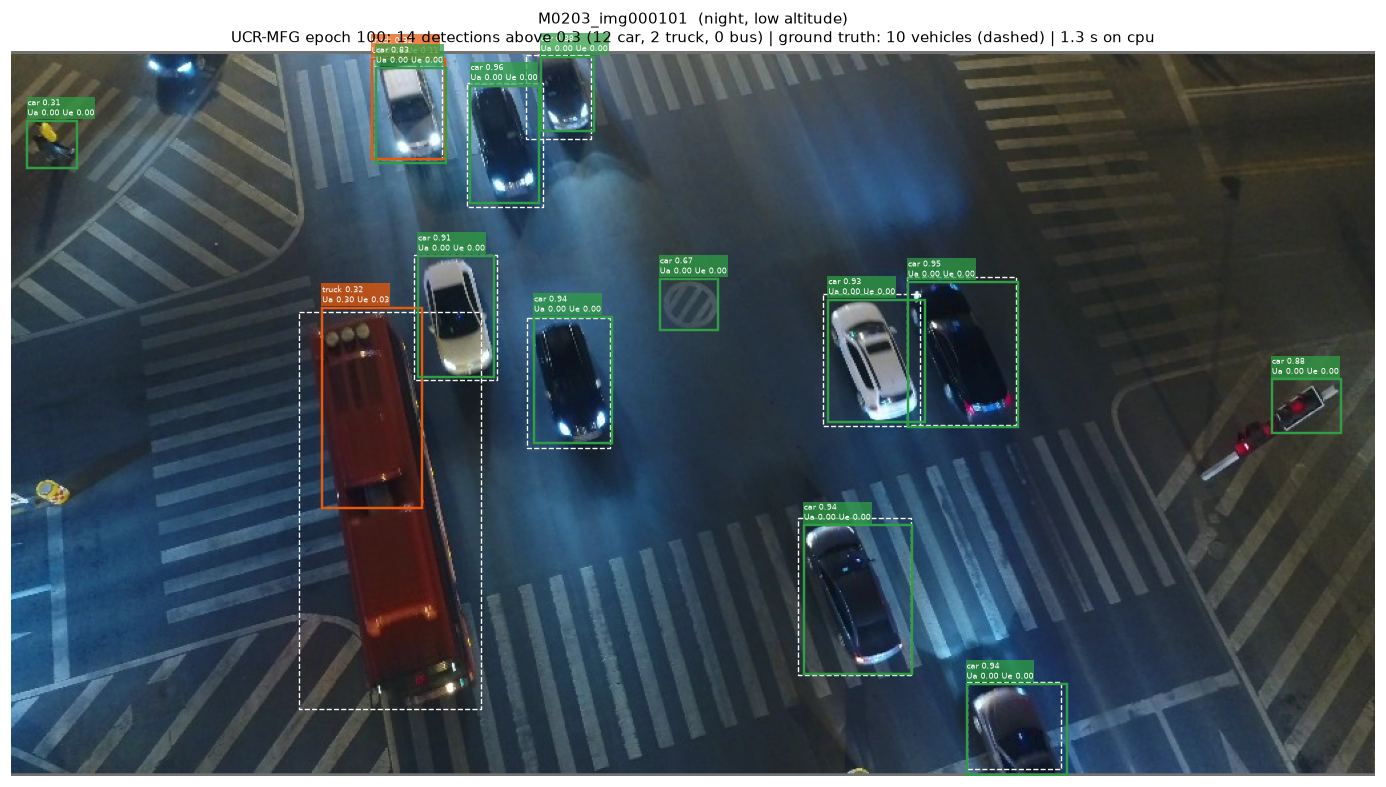 M0203_img000101  (night, low altitude)
UCR-MFG epoch 100: 14 detections above 0.3 (12 car, 2 truck, 0 bus) | ground truth: 10 vehicles (dashed) | 1.3 s on cpu
car 0.83
Ua 0.00 Ue 0.00
car 0.96
Ua 0.00 Ue 0.00
Ua 0.00 Ue 0.00
car 0.31
Ua 0.00 Ue 0.00
car 0.91
Ua 0.00 Ue 0.00
car 0.67
Ua 0.00 Ue 0.00
car 0.95
Ua 0.00 Ue 0.00
car 0.93
Ua 0.00 Ue 0.00
truck 0.32
Ua 0.30 Ue 0.03
car 0.94
Ua 0.00 Ue 0.00
car 0.88
Ua 0.00 Ue 0.00
car 0.94
Ua 0.00 Ue 0.00
car 0.94
Ua 0.00 Ue 0.00